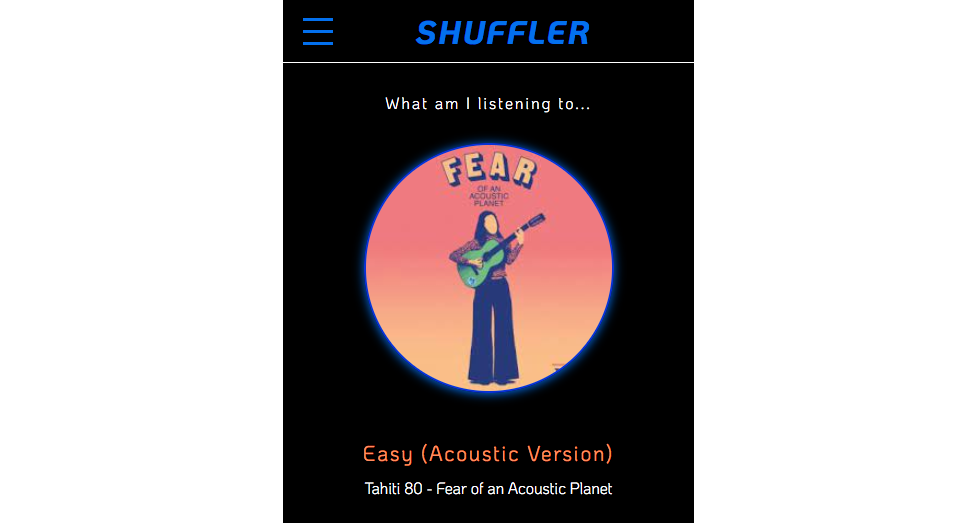 SHUFFLER
What am I listening to...
FEAR
OF AN
ACOUSTIC
PLANET
Easy (Acoustic Version)
Tahiti 80 - Fear of an Acoustic Planet